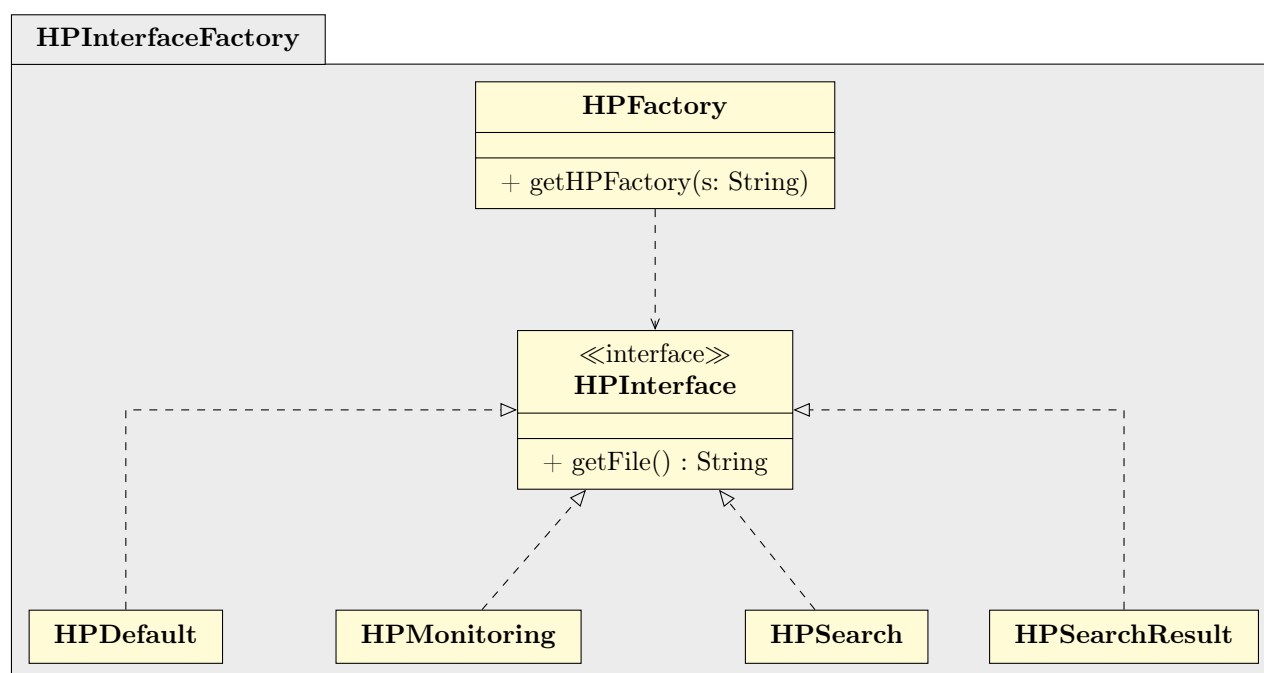 HPInterfaceFactory
HPFactory
+ getHPFactory(s: String)
≪interface≫
HPInterface
+ getFile() : String
HPDefault
HPMonitoring
HPSearch
HPSearchResult